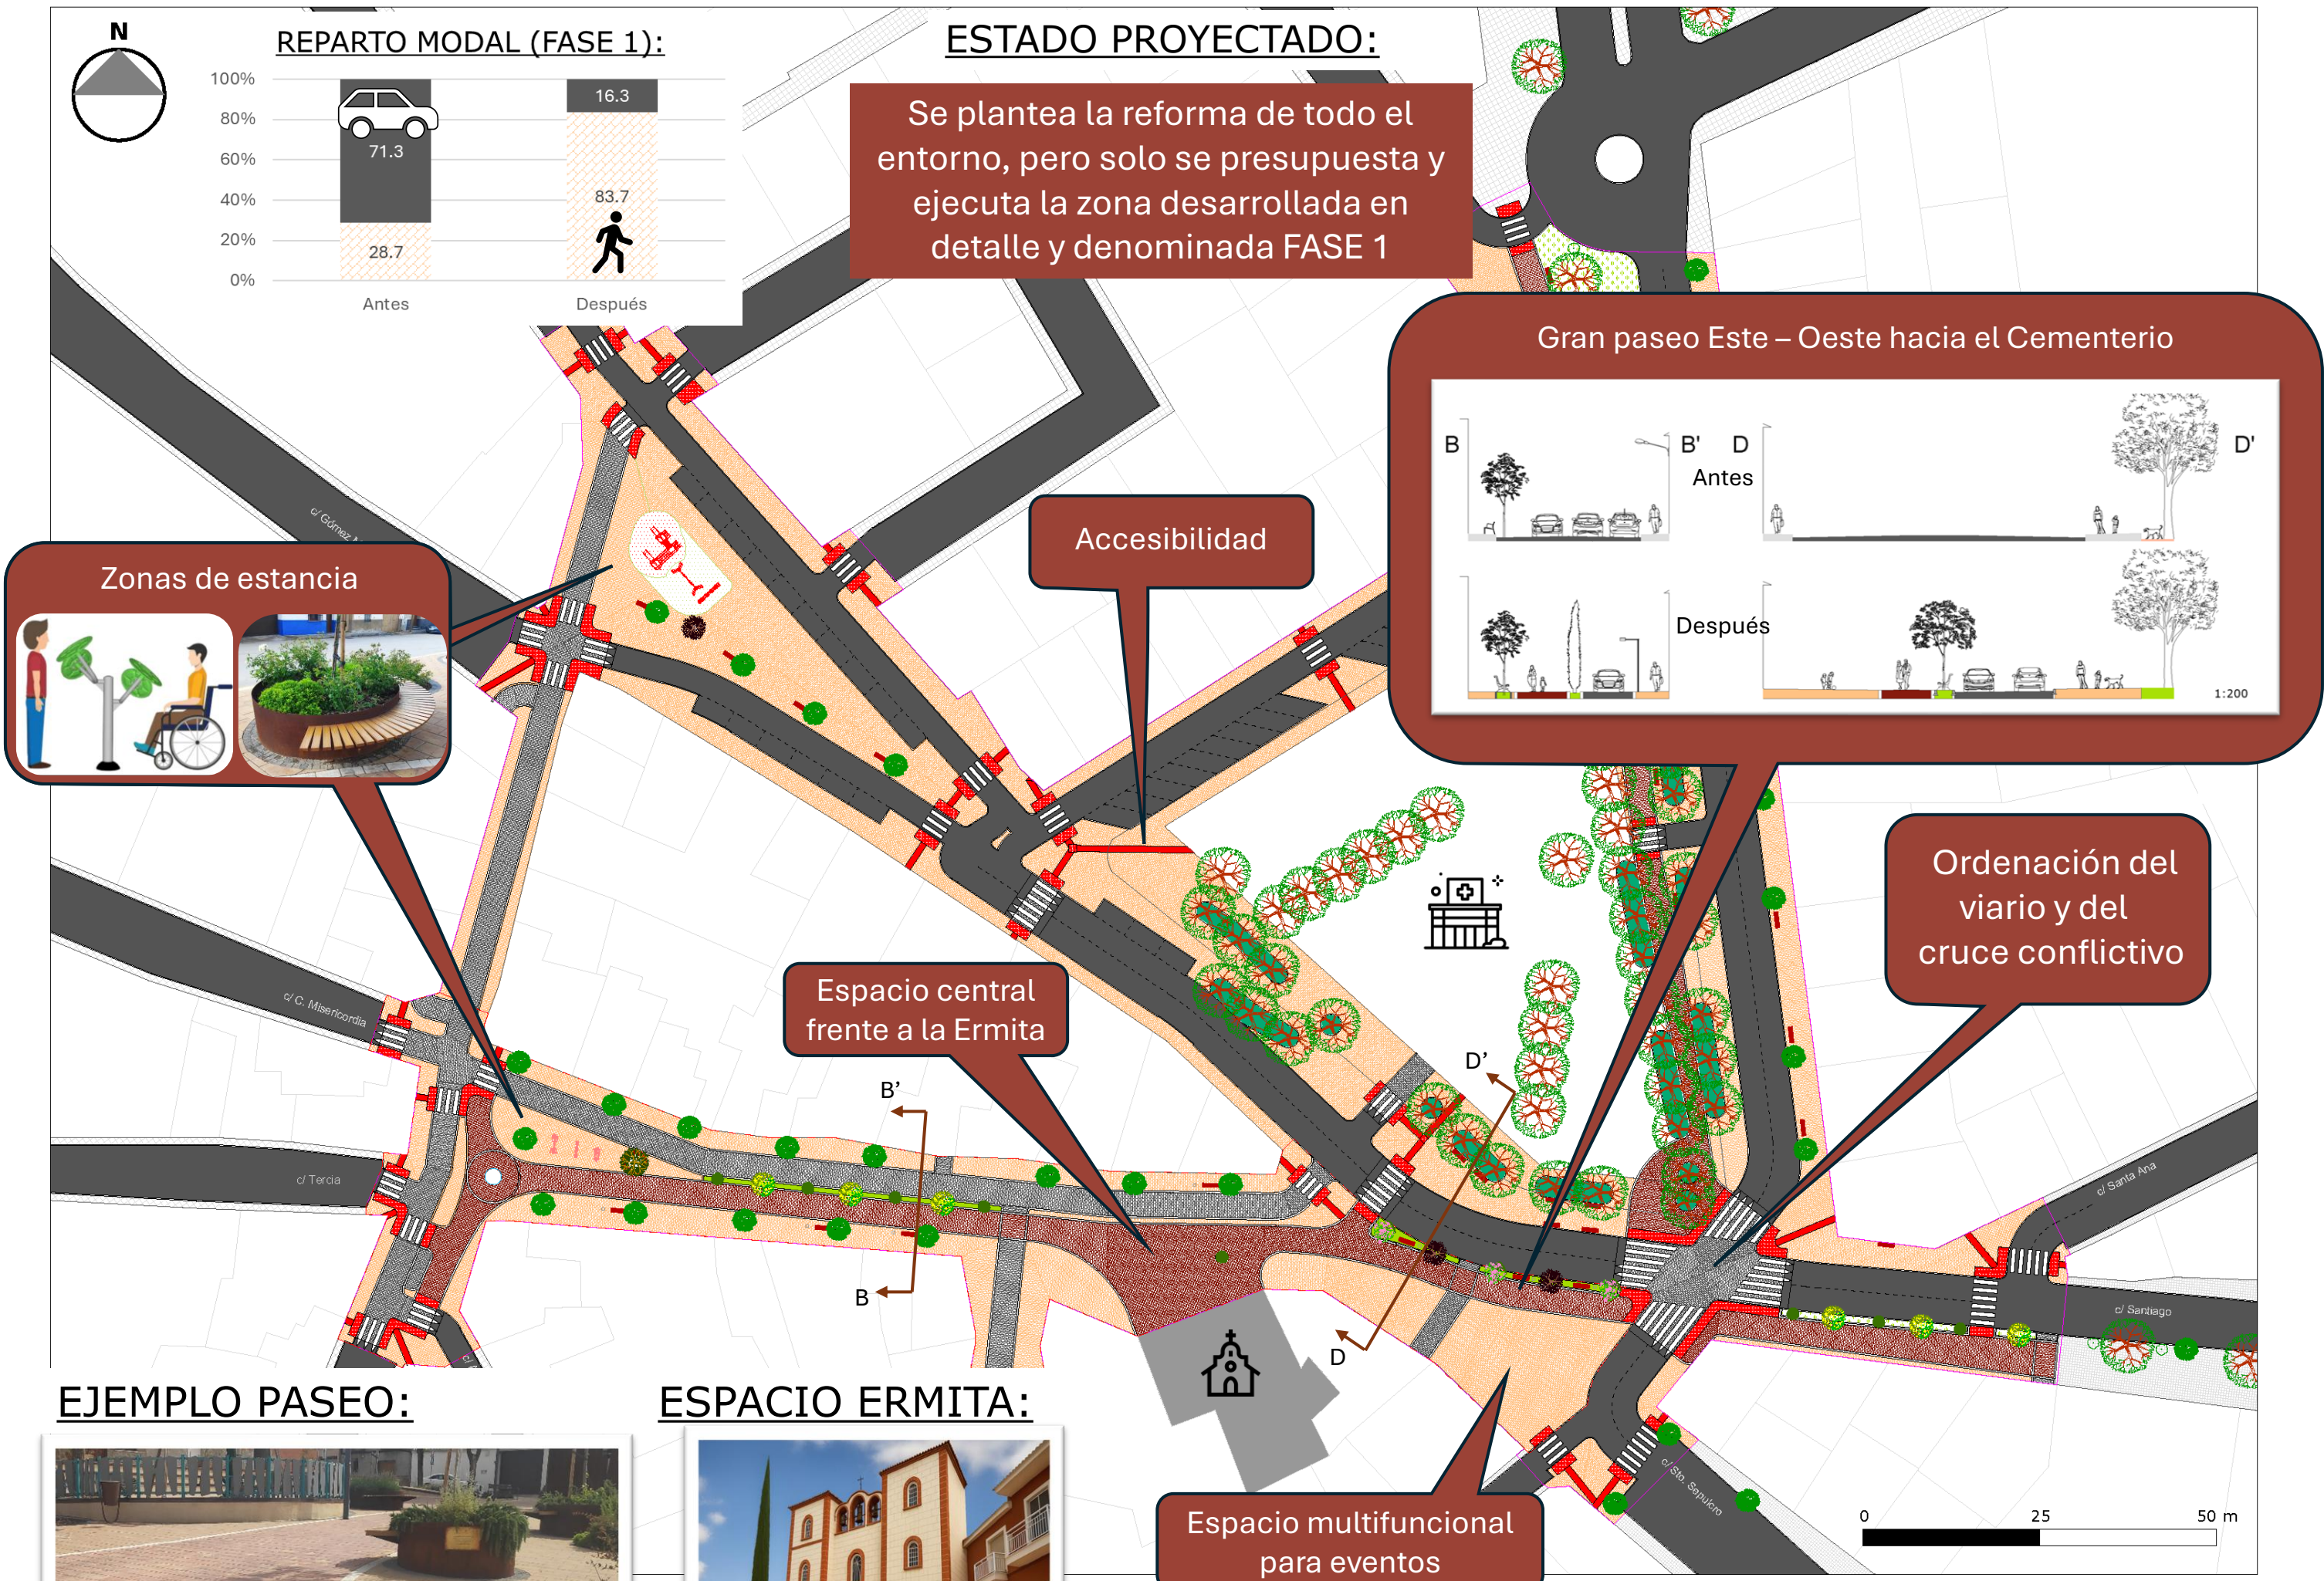 N
REPARTO MODAL (FASE 1):
100%
80%
60%
40%
20%
0%
71.3
28.7
16.3
83.7
Antes
Después
ESTADO PROYECTADO:
Se plantea la reforma de todo el
entorno, pero solo se presupuesta y
ejecuta la zona desarrollada en
detalle y denominada FASE 1
Gran paseo Este – Oeste hacia el Cementerio
B
B'
D
D'
Antes
Después
1:200
Accesibilidad
c/ Gómez
Zonas de estancia
Ordenación del
viario y del
cruce conflictivo
Espacio central
frente a la Ermita
c/ C. Misericordia
D’
B’
c/ Tercia
B
D
c/ Santa Ana
c/ Santiago
c/
c/ Sto. Sepulcro
EJEMPLO PASEO:
ESPACIO ERMITA:
Espacio multifuncional
para eventos
0
25
50 m